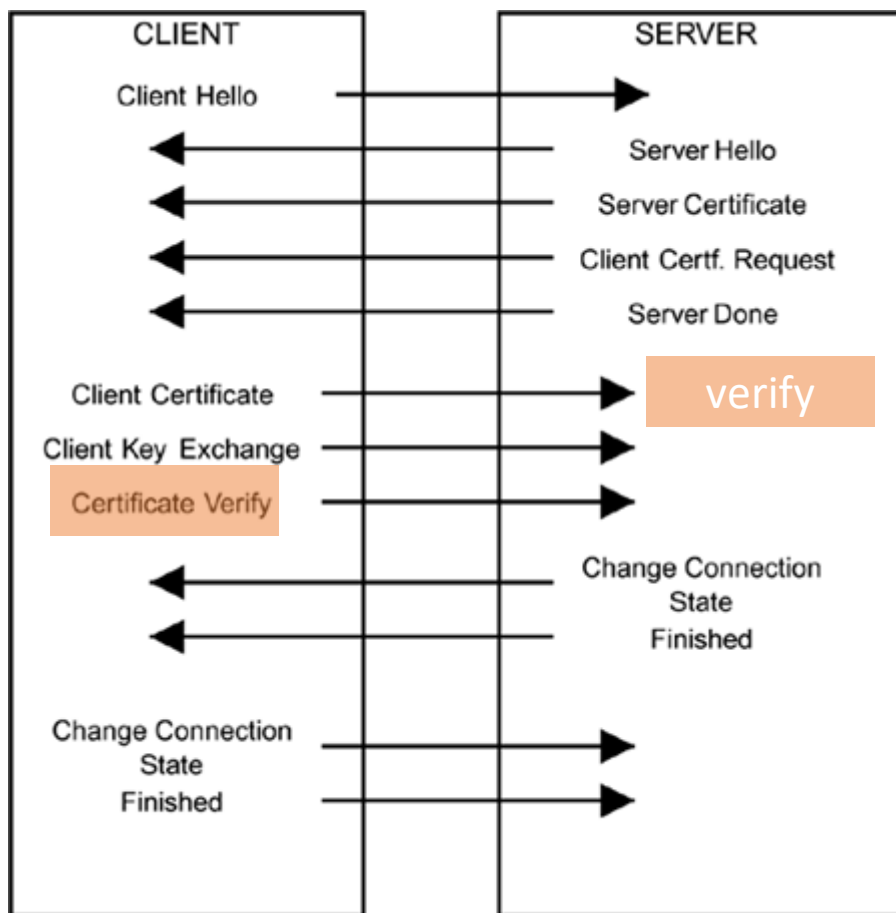 CLIENT
SERVER
Client Hello
Server Hello
Server Certificate
Client Certf. Request
Server Done
Client Certificate
verify
Client Key Exchange
Certificate Verify
Change Connection
State
Finished
Change Connection
State
Finished